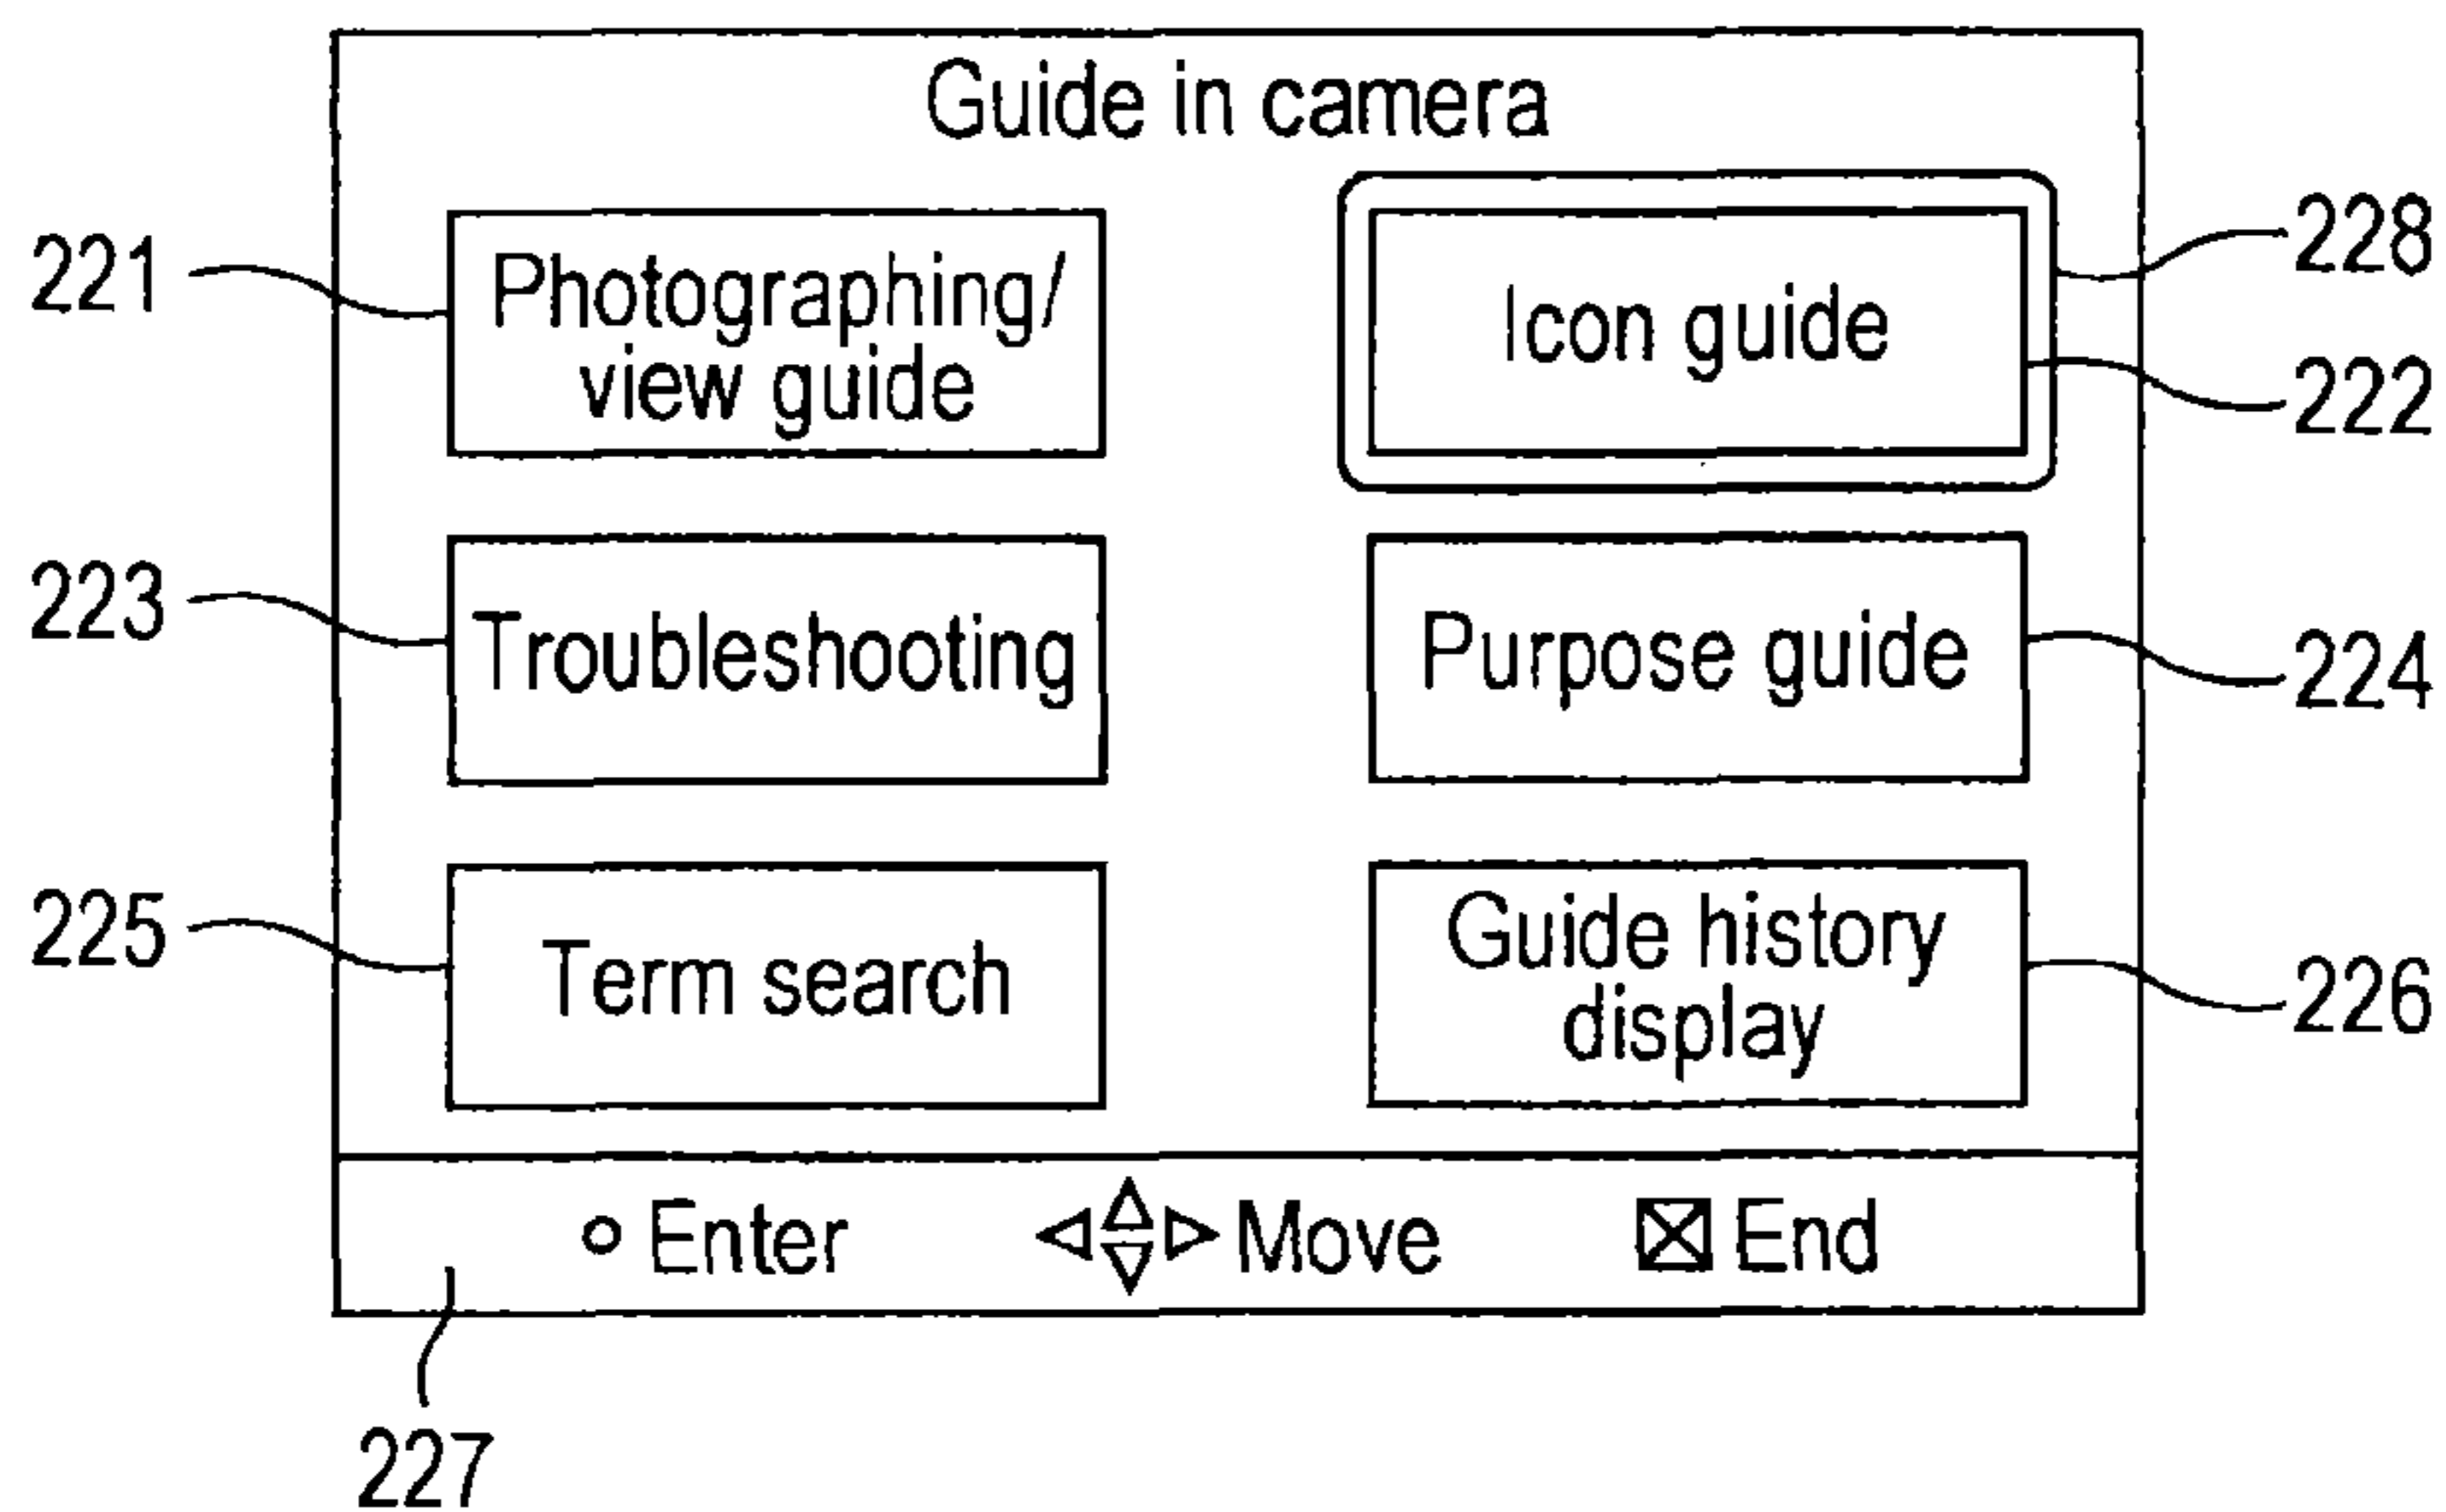 Guide in camera
221
Photographing/
view guide
Icon guide
228
222
223
Troubleshooting
Purpose guide
224
225
Term search
Guide history
display
226
Enter
Move
End
227